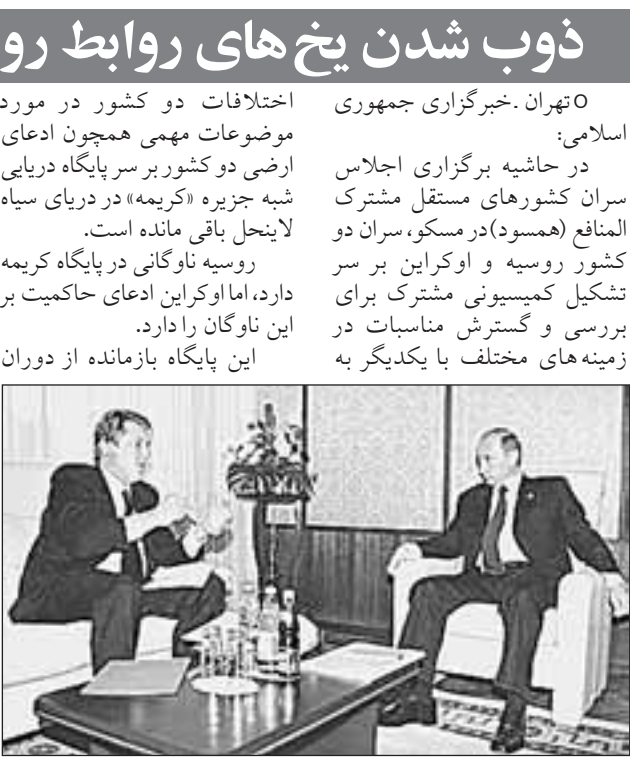 ذوب شدن یخ‌های روابط رو
o تهران .خبرگزاری جمهوری
اسلامی:
در حاشیه برگزاری اجلاس
سران کشورهای مستقل مشترک
المنافع (همسود)در مسکو، سران دو
کشور روسیه و اوکراین بر سر
تشکیل کمیسیونی مشترک برای
بررسی و گسترش مناسبات در
زمینه‌های مختلف با یکدیگر به
اختلافات دو کشور در مورد
موضوعات مهمی همچون ادعای
ارضی دو کشور بر سر پایگاه دریایی
شبه جزیره «کریمه» در دریای سیاه
لاینحل باقی مانده است.
روسیه ناوگانی در پایگاه کریمه
دارد، اما اوکراین ادعای حاکمیت بر
این ناوگان را دارد.
این پایگاه بازمانده از دوران